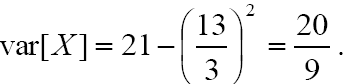 var[X] = 21 − (13/3)² = 20/9 .